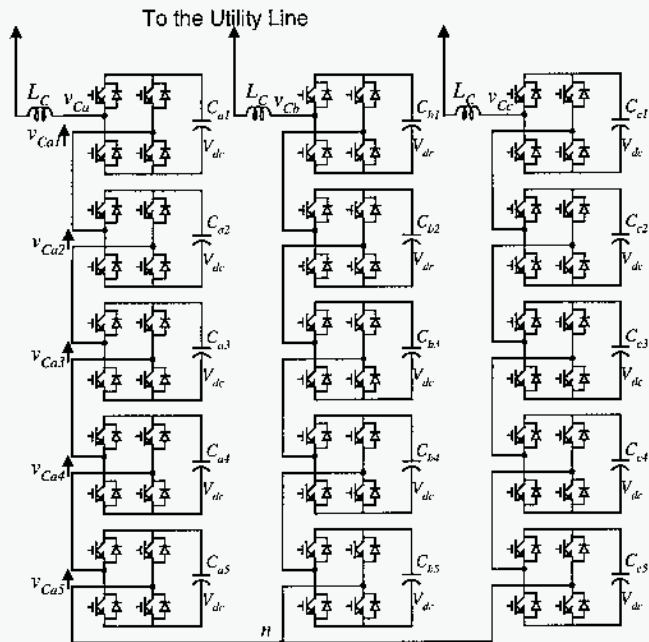 To the Utility Line
L_C v_Ca L_C v_Cb L_C v_Cc
v_Ca1 C_a1 V_dc C_b1 V_dc C_c1 V_dc
v_Ca2 C_a2 V_dc C_b2 V_dc C_c2 V_dc
v_Ca3 C_a3 V_dc C_b3 V_dc C_c3 V_dc
v_Ca4 C_a4 V_dc C_b4 V_dc C_c4 V_dc
v_Ca5 C_a5 V_dc C_b5 V_dc C_c5 V_dc
n